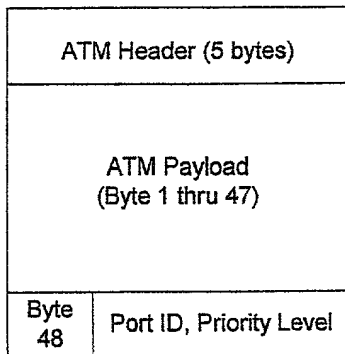 ATM Header (5 bytes)
ATM Payload
(Byte 1 thru 47)
Byte
48
Port ID, Priority Level